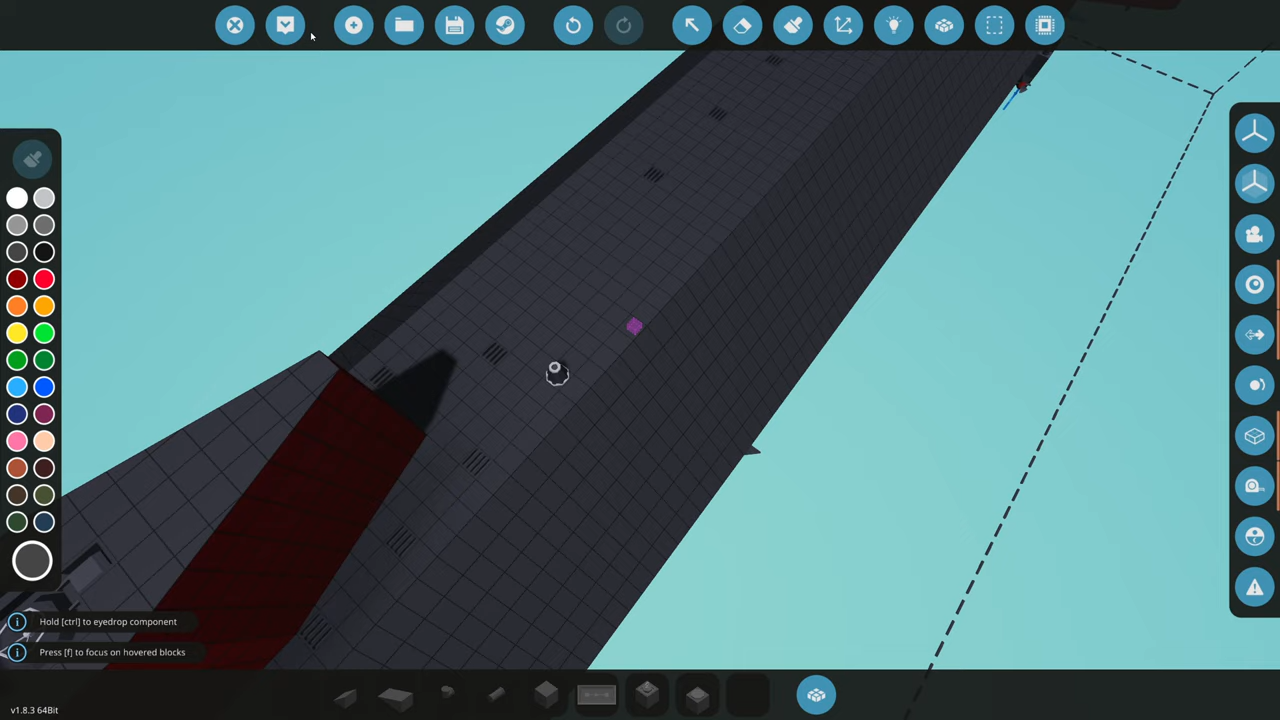 Hold [ctrl] to eyedrop component
Press [f] to focus on hovered blocks
v1.8.3 64Bit